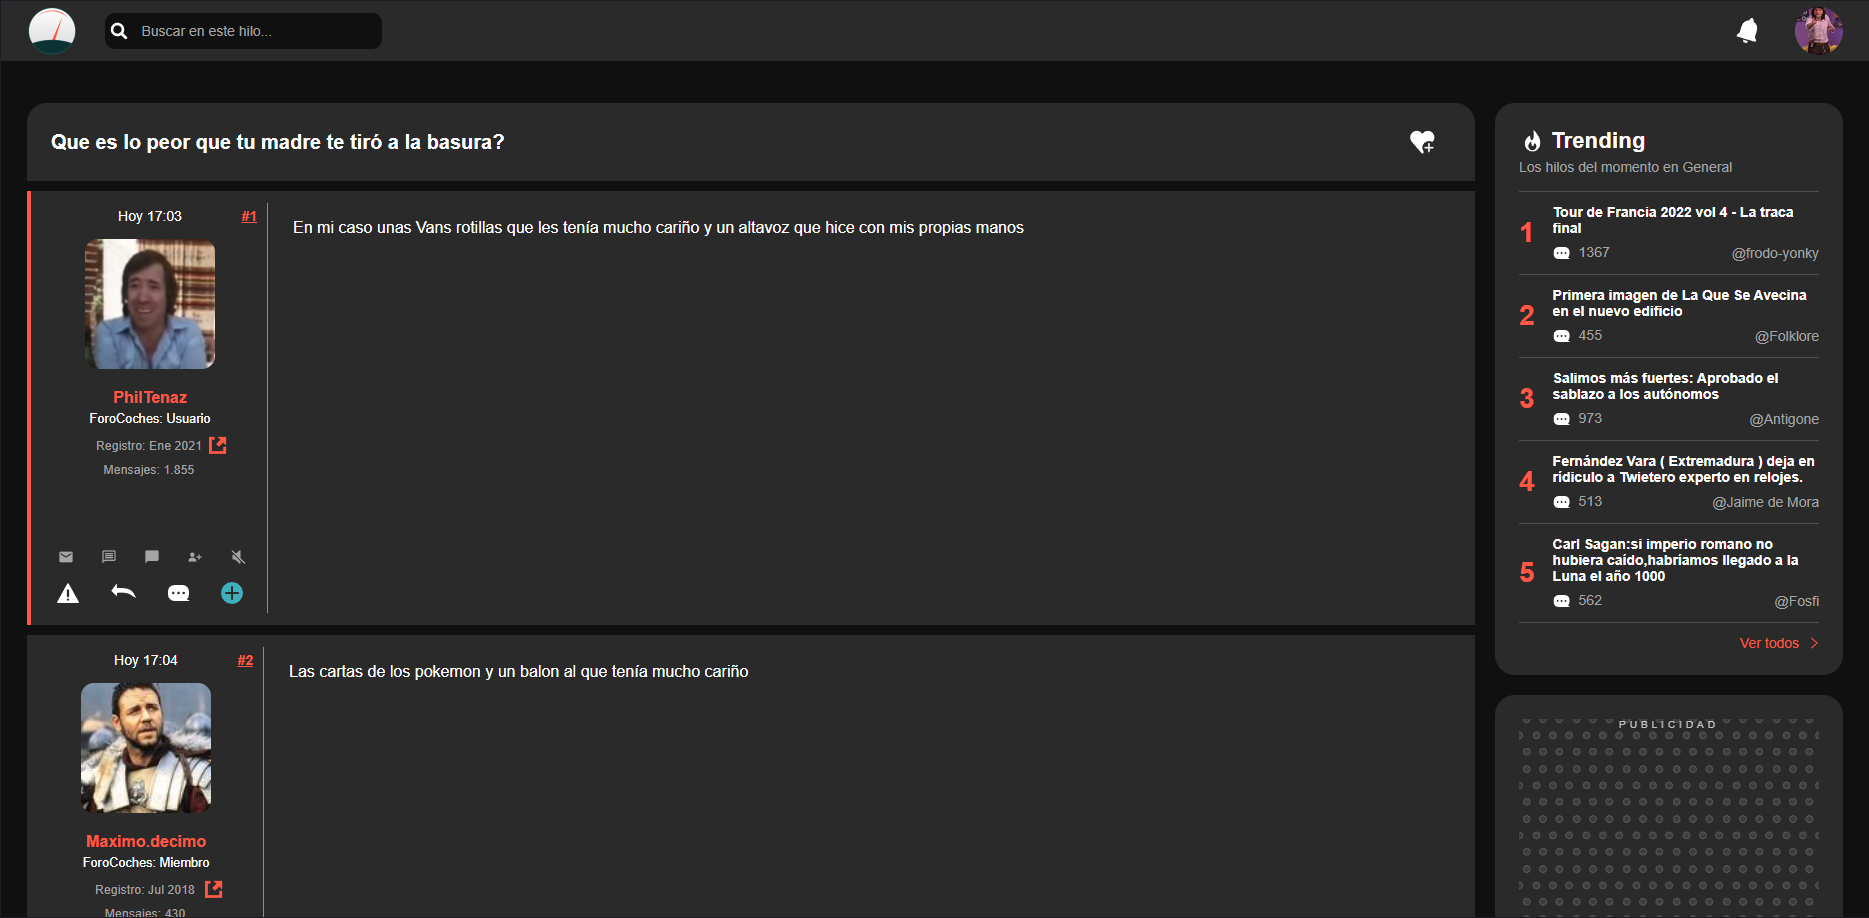 Buscar en este hilo...
Que es lo peor que tu madre te tiró a la basura?
Hoy 17:03
#1
En mi caso unas Vans rotillas que les tenía mucho cariño y un altavoz que hice con mis propias manos
PhilTenaz
ForoCoches: Usuario
Registro: Ene 2021
Mensajes: 1.855
Hoy 17:04
#2
Las cartas de los pokemon y un balon al que tenía mucho cariño
Maximo.decimo
ForoCoches: Miembro
Registro: Jul 2018
Mensajes: 430
Trending
Los hilos del momento en General
1
Tour de Francia 2022 vol 4 - La traca
final
1367
@frodo-yonky
2
Primera imagen de La Que Se Avecina
en el nuevo edificio
455
@Folklore
3
Salimos más fuertes: Aprobado el
sablazo a los autónomos
973
@Antigone
4
Fernández Vara ( Extremadura ) deja en
rídiculo a Twietero experto en relojes.
513
@Jaime de Mora
5
Carl Sagan:si imperio romano no
hubiera caído,habríamos llegado a la
Luna el año 1000
562
@Fosfi
Ver todos
PUBLICIDAD